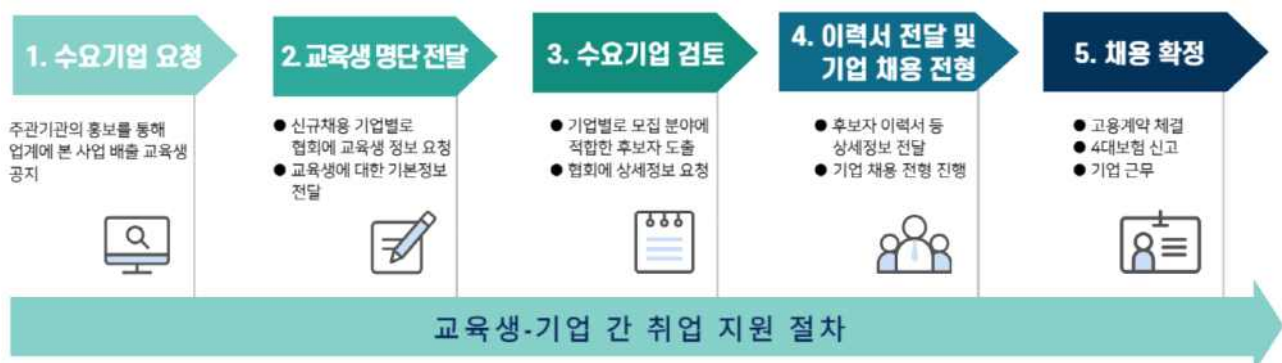 1. 수요기업 요청
주관기관의 홍보를 통해
업계에 본 사업 배출 교육생
공지
2. 교육생 명단 전달
● 신규채용 기업별로
협회에 교육생 정보 요청
● 교육생에 대한 기본정보
전달
3. 수요기업 검토
● 기업별로 모집 분야에
적합한 후보자 도출
● 협회에 상세정보 요청
4. 이력서 전달 및
기업 채용 전형
● 후보자 이력서 등
상세정보 전달
● 기업 채용 전형 진행
5. 채용 확정
● 고용계약 체결
● 4대보험 신고
● 기업 근무
교육생-기업 간 취업 지원 절차